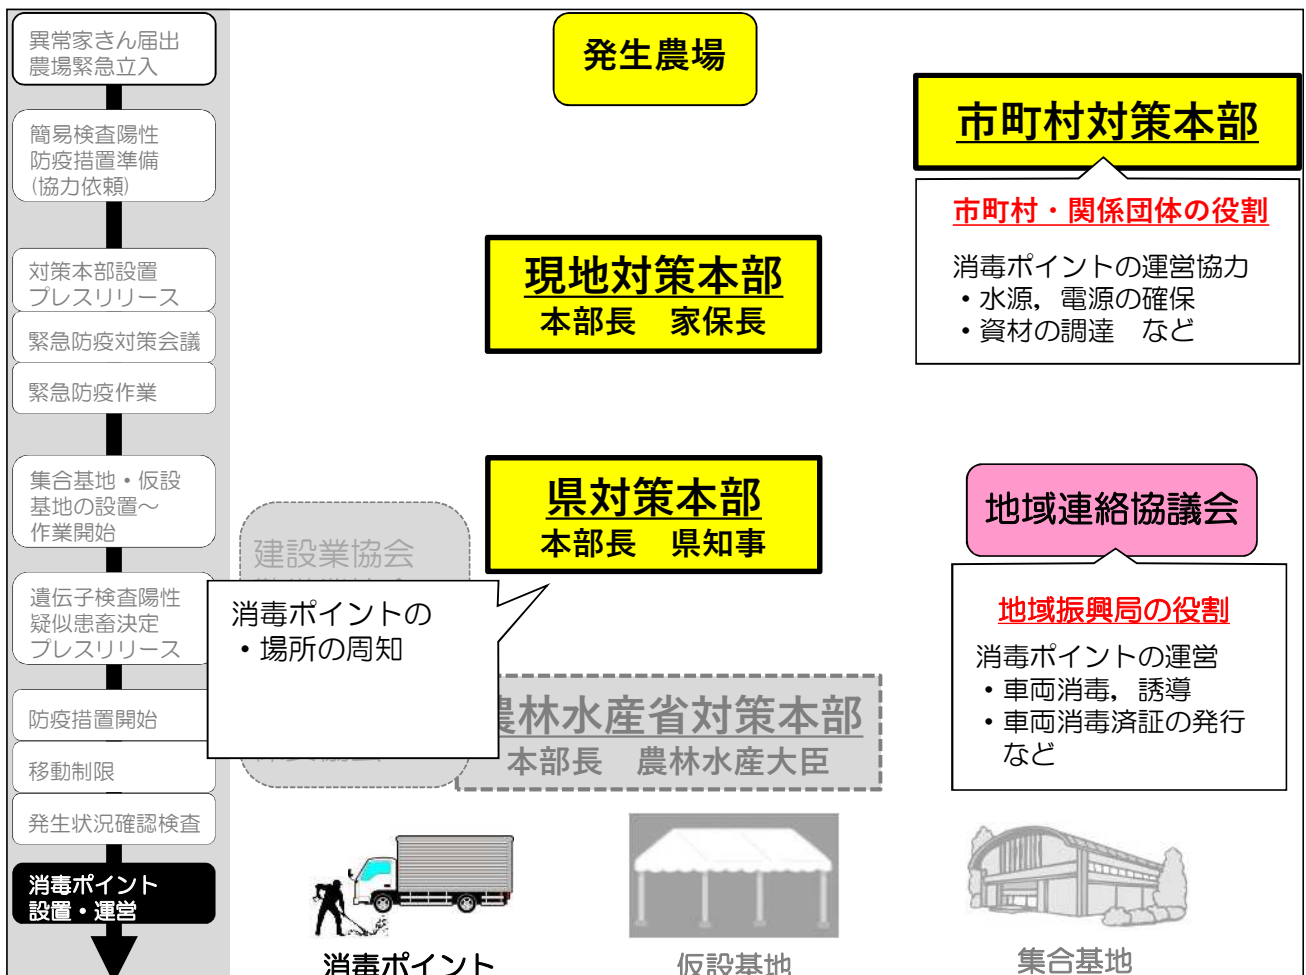 異常家きん届出
農場緊急立入
簡易検査陽性
防疫措置準備
(協力依頼)
対策本部設置
プレスリリース
緊急防疫対策会議
緊急防疫作業
集合基地・仮設
基地の設置～
作業開始
遺伝子検査陽性
疑似患畜決定
プレスリリース
防疫措置開始
移動制限
発生状況確認検査
消毒ポイント
設置・運営
発生農場
市町村対策本部
市町村・関係団体の役割
消毒ポイントの運営協力
・水源，電源の確保
・資材の調達　など
現地対策本部
本部長　家保長
県対策本部
本部長　県知事
建設業協会
消毒ポイントの
・場所の周知
農林水産省対策本部
本部長　農林水産大臣
地域連絡協議会
地域振興局の役割
消毒ポイントの運営
・車両消毒，誘導
・車両消毒済証の発行
など
消毒ポイント
仮設基地
集合基地